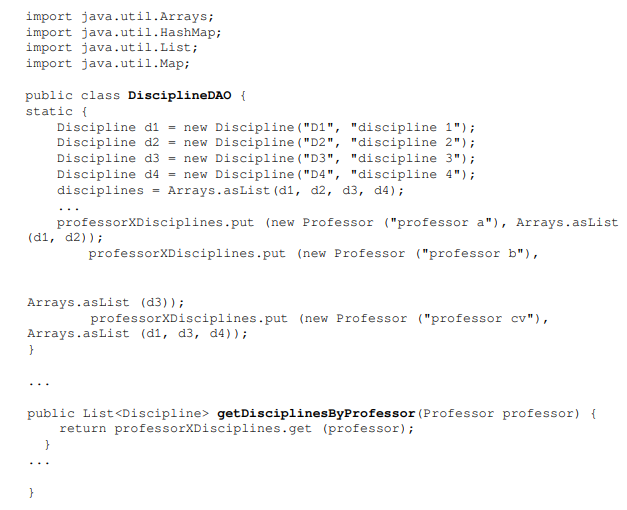 import java.util.Arrays;
import java.util.HashMap;
import java.util.List;
import java.util.Map;

public class DisciplineDAO {
static {
    Discipline d1 = new Discipline("D1", "discipline 1");
    Discipline d2 = new Discipline("D2", "discipline 2");
    Discipline d3 = new Discipline("D3", "discipline 3");
    Discipline d4 = new Discipline("D4", "discipline 4");
    disciplines = Arrays.asList(d1, d2, d3, d4);
    ...
    professorXDisciplines.put (new Professor ("professor a"), Arrays.asList
(d1, d2));
        professorXDisciplines.put (new Professor ("professor b"),

Arrays.asList (d3));
        professorXDisciplines.put (new Professor ("professor cv"),
Arrays.asList (d1, d3, d4));
}

...

public List<Discipline> getDisciplinesByProfessor(Professor professor) {
    return professorXDisciplines.get (professor);
  }
...

}